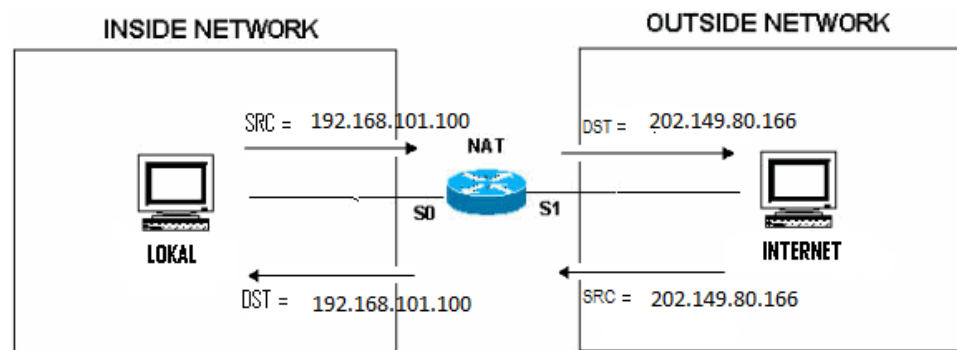 INSIDE NETWORK
OUTSIDE NETWORK
SRC = 192.168.101.100
DST = 202.149.80.166
NAT
S0
S1
LOKAL
INTERNET
DST = 192.168.101.100
SRC = 202.149.80.166